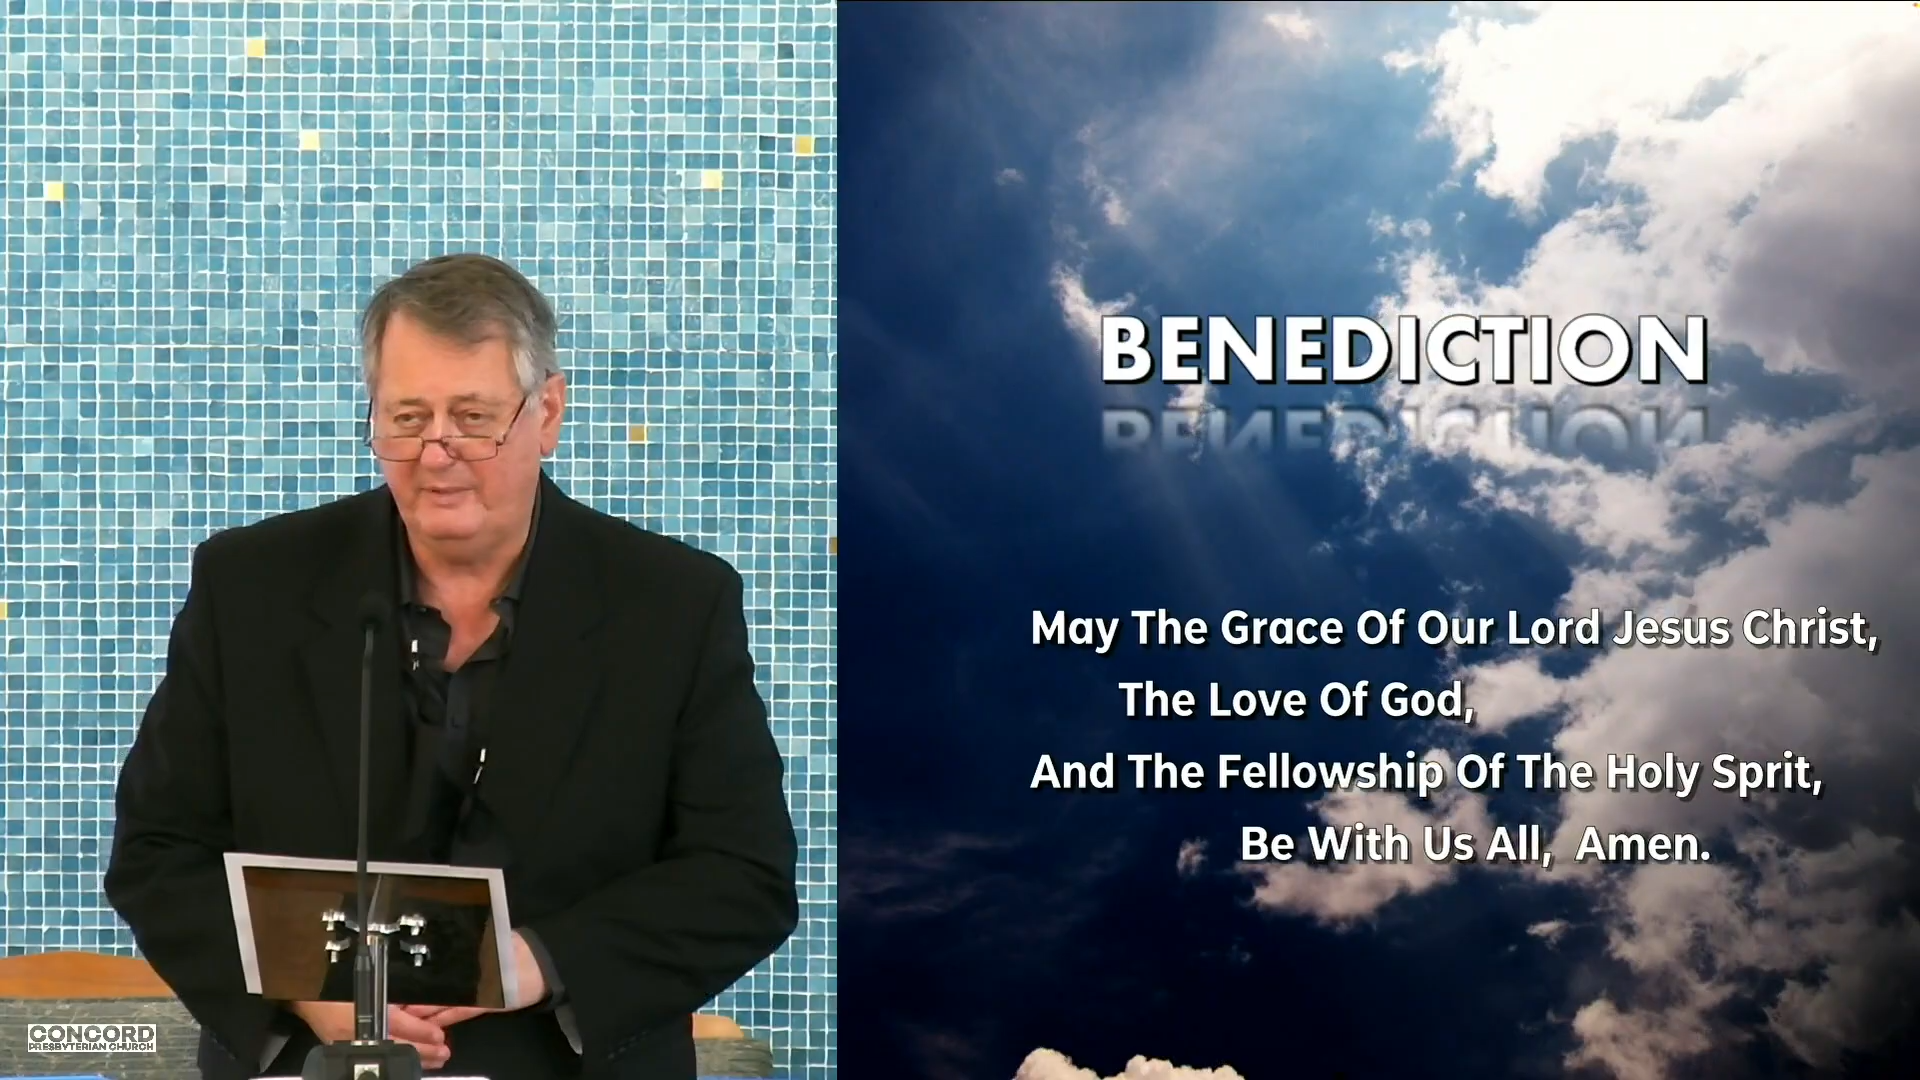 BENEDICTION
May The Grace Of Our Lord Jesus Christ,
The Love Of God,
And The Fellowship Of The Holy Sprit,
Be With Us All, Amen.
CONCORD
PRESBYTERIAN CHURCH